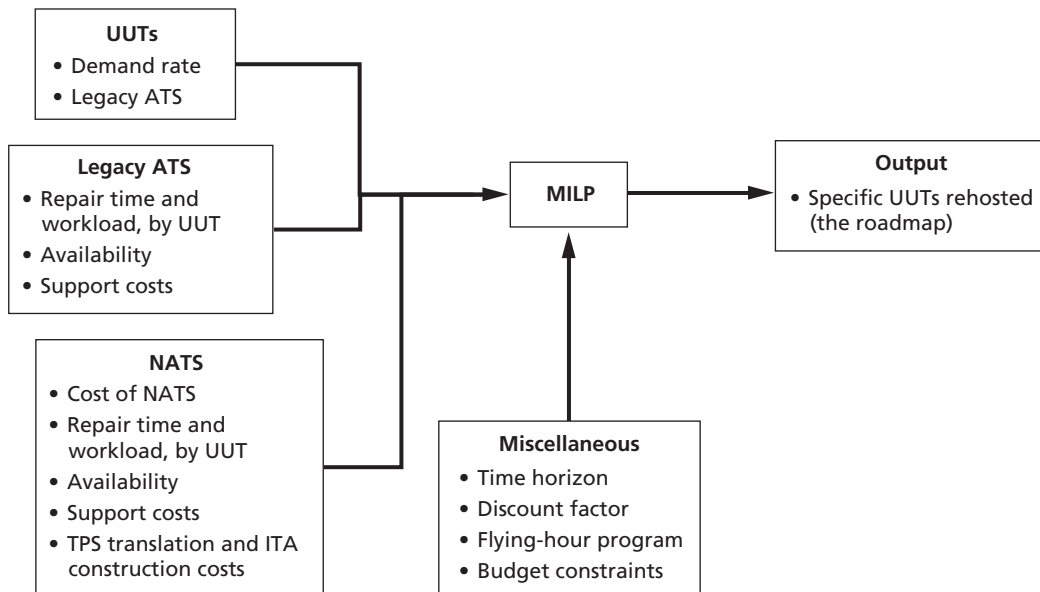 UUTs
• Demand rate
• Legacy ATS
Legacy ATS
• Repair time and
workload, by UUT
• Availability
• Support costs
NATS
• Cost of NATS
• Repair time and
workload, by UUT
• Availability
• Support costs
• TPS translation and ITA
construction costs
MILP
Miscellaneous
• Time horizon
• Discount factor
• Flying-hour program
• Budget constraints
Output
• Specific UUTs rehosted
(the roadmap)